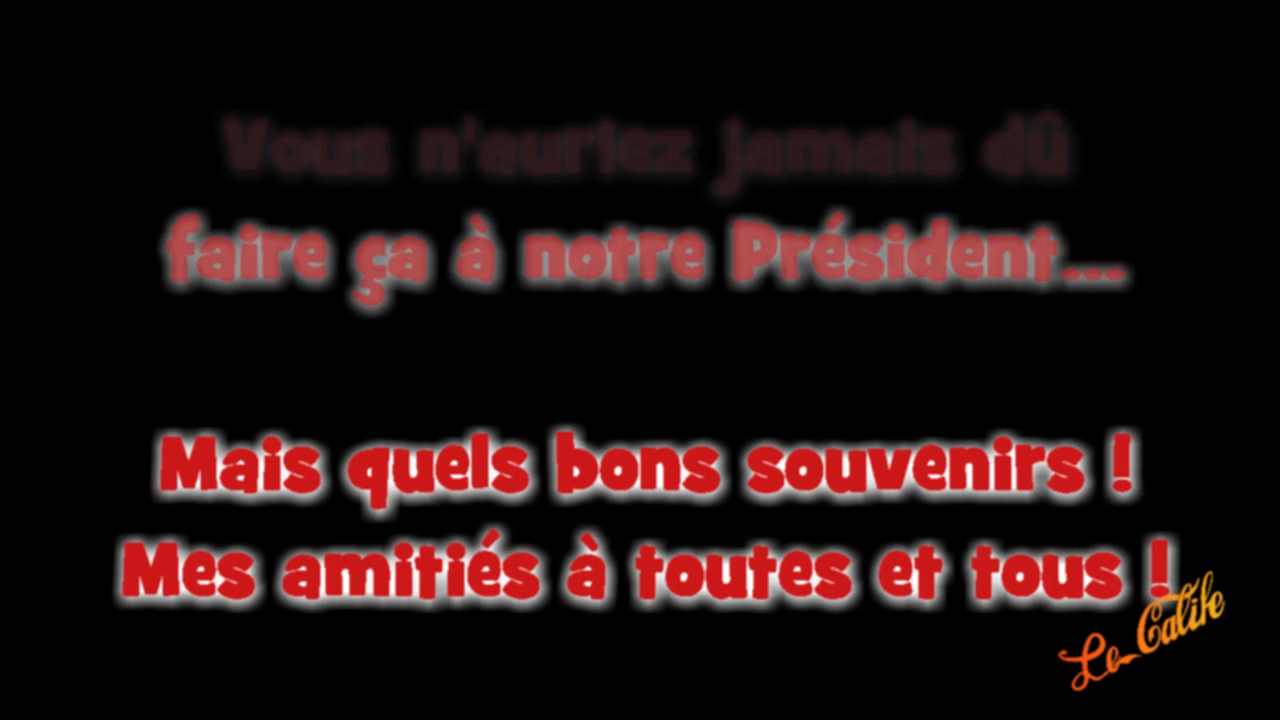 Vous n'auriez jamais dû
faire ça à notre Président...
Mais quels bons souvenirs !
Mes amitiés à toutes et tous !
Le Calife